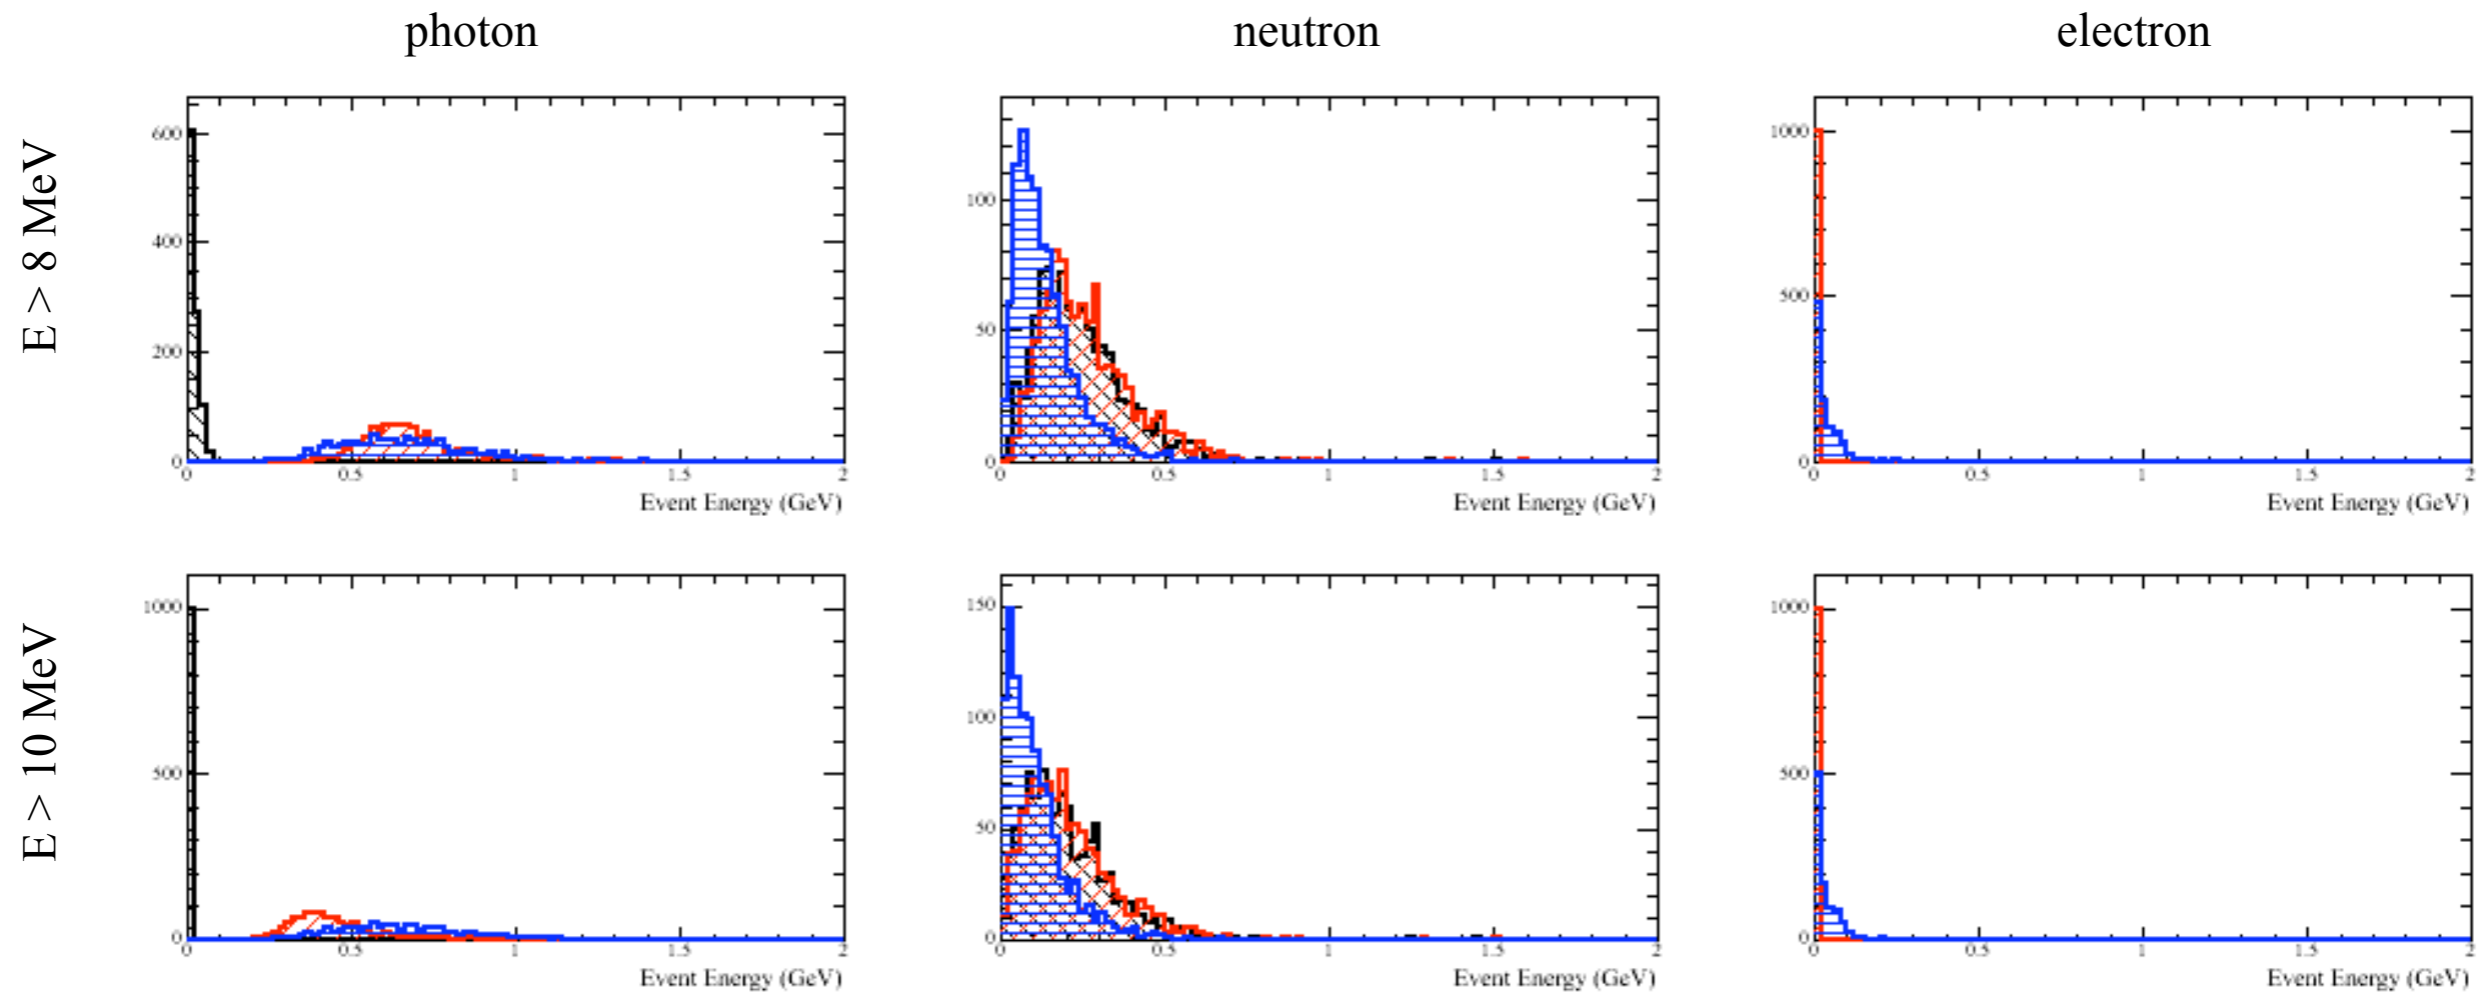 photon neutron electron
E > 8 MeV
600
400
200
0
0 0.5 1 1.5 2
Event Energy (GeV)
100
50
0
0 0.5 1 1.5 2
Event Energy (GeV)
1000
500
0
0 0.5 1 1.5 2
Event Energy (GeV)
E > 10 MeV
1000
500
0
0 0.5 1 1.5 2
Event Energy (GeV)
150
100
50
0
0 0.5 1 1.5 2
Event Energy (GeV)
1000
500
0
0 0.5 1 1.5 2
Event Energy (GeV)